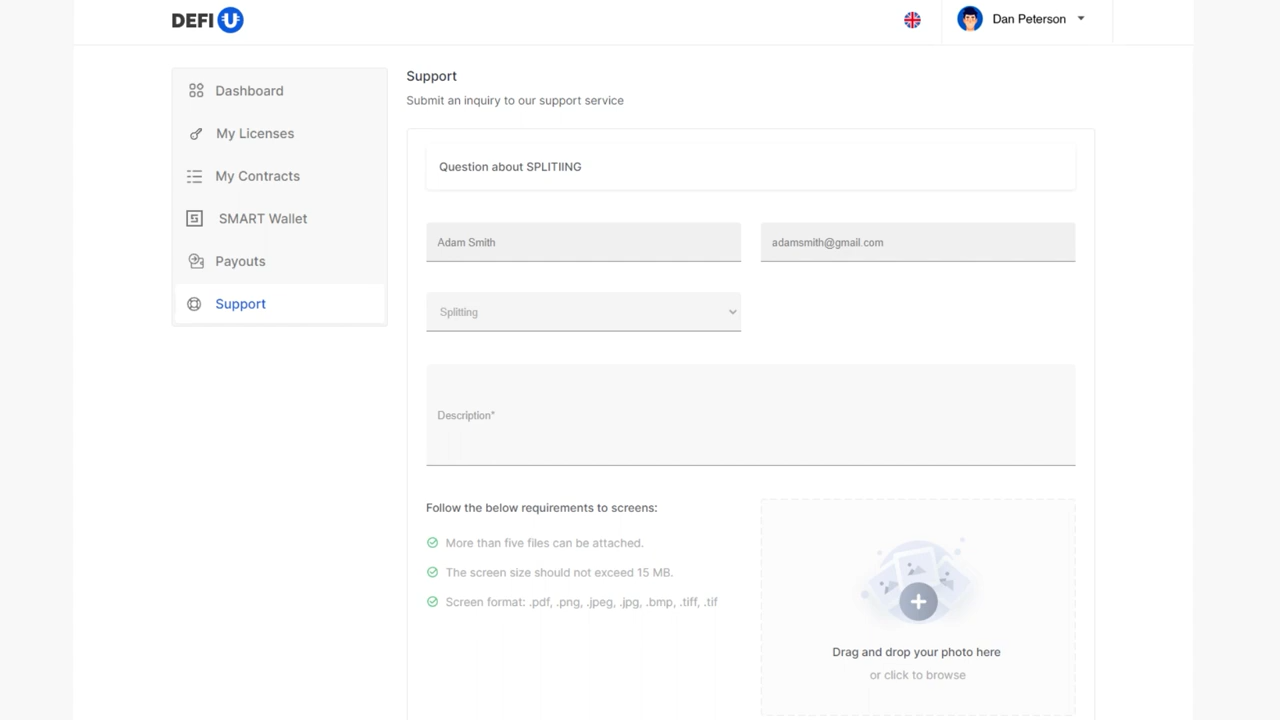 DEFI U
Dan Peterson
Dashboard
My Licenses
My Contracts
SMART Wallet
Payouts
Support
Support
Submit an inquiry to our support service
Question about SPLITIING
Adam Smith
adamsmith@gmail.com
Splitting
Description*
Follow the below requirements to screens:
More than five files can be attached.
The screen size should not exceed 15 MB.
Screen format: .pdf, .png, .jpeg, .jpg, .bmp, .tiff, .tif
Drag and drop your photo here
or click to browse